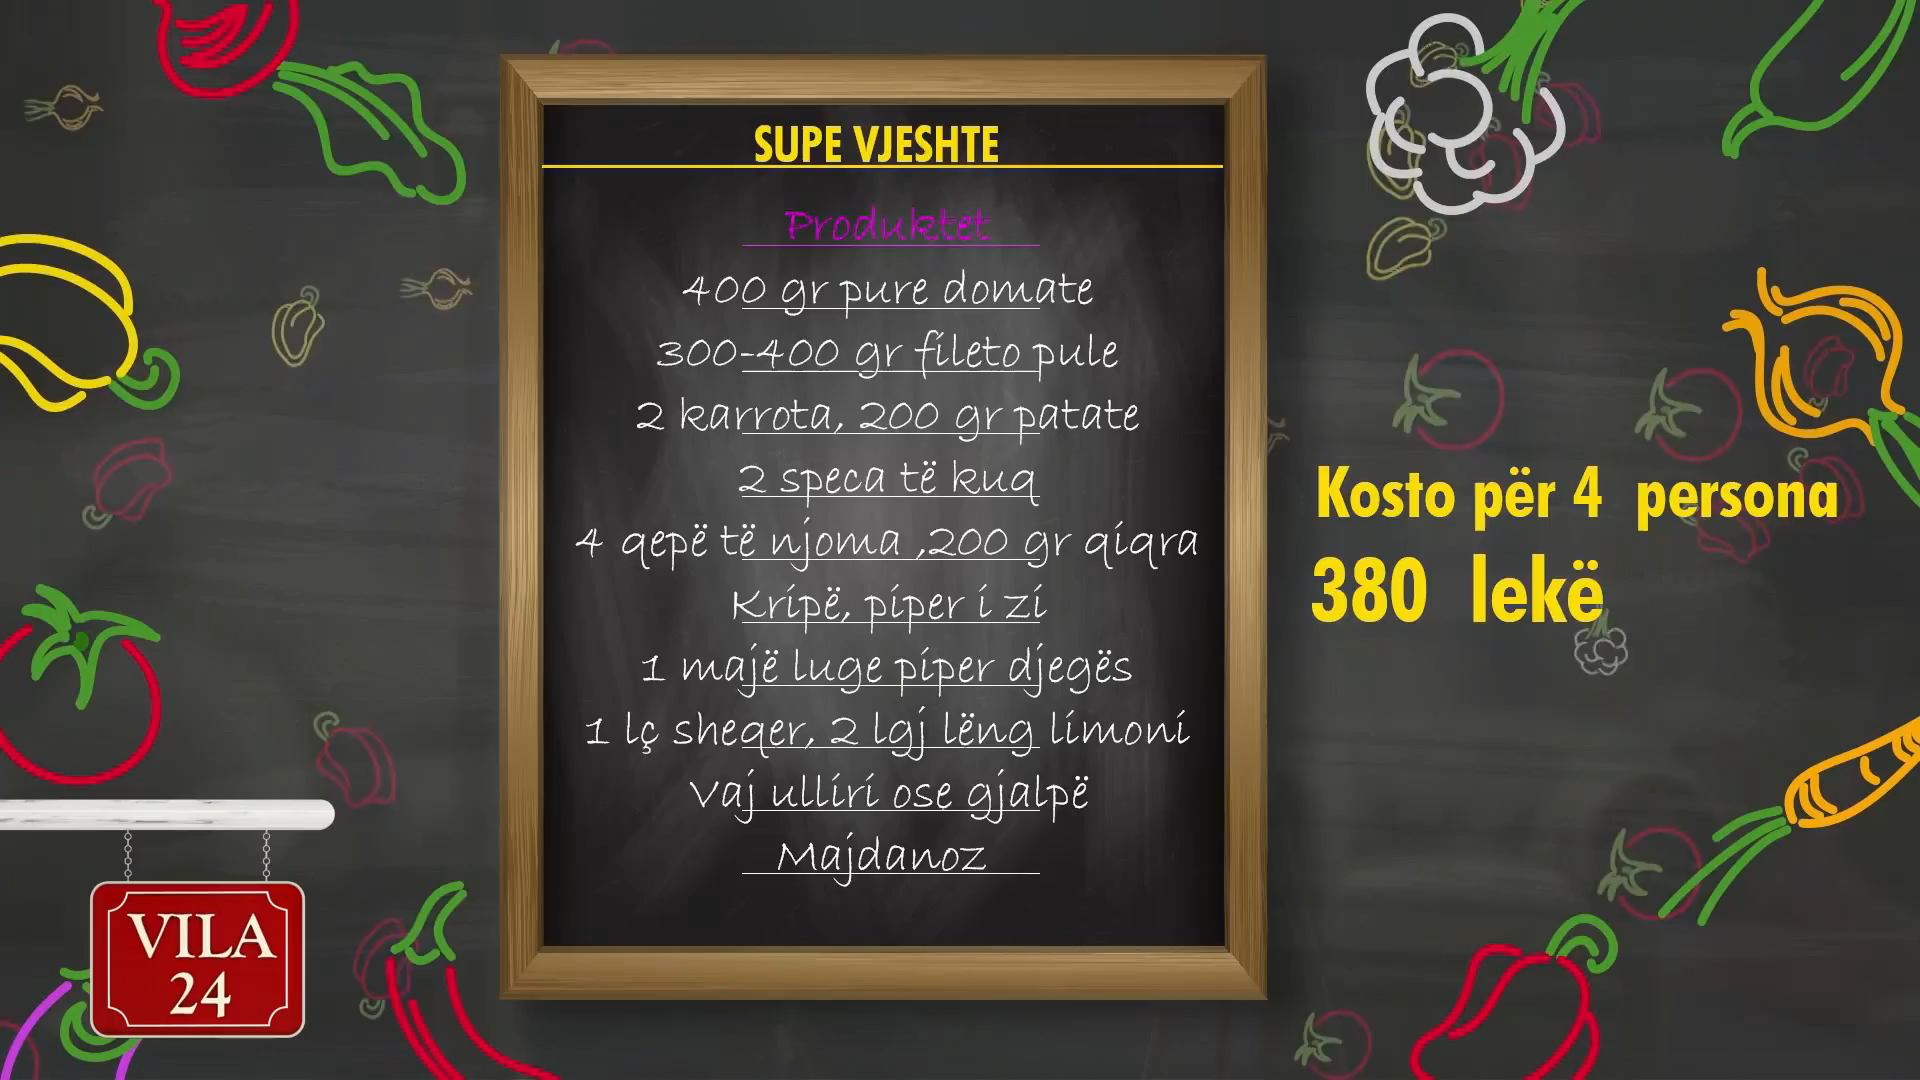 SUPE VJESHTE
Produktet
400 gr pure domate
300-400 gr fileto pule
2 karrota, 200 gr patate
2 speca të kuq
4 qepë të njoma ,200 gr qiqra
Kripë, piper i zi
1 majë luge piper djegës
1 lç sheqer, 2 lgj lëng limoni
Vaj ulliri ose gjalpë
Majdanoz
Kosto për 4 persona
380 lekë
VILA
24